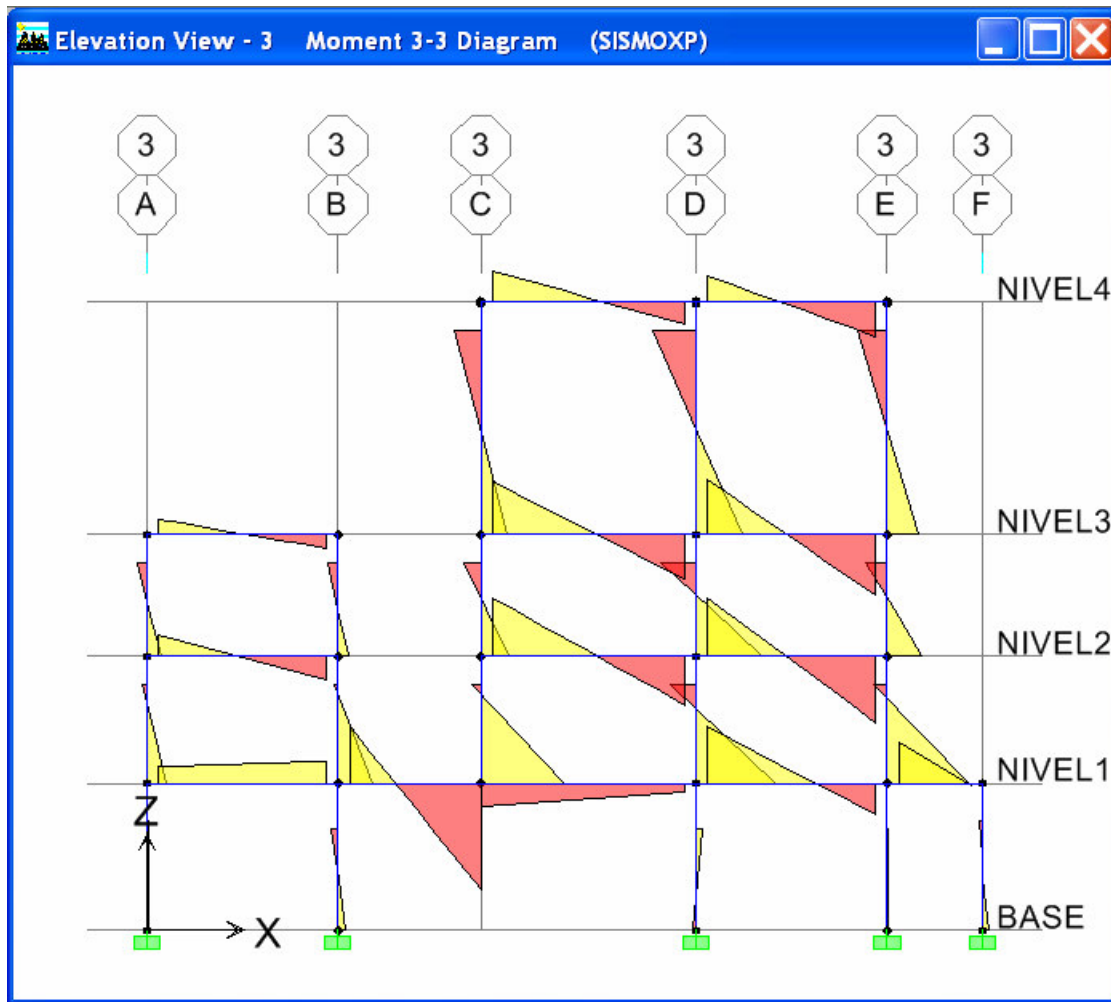 Elevation View - 3 Moment 3-3 Diagram (SISMOXP)
3 3 3 3 3 3
A B C D E F
NIVEL4
NIVEL3
NIVEL2
NIVEL1
Z
X
BASE